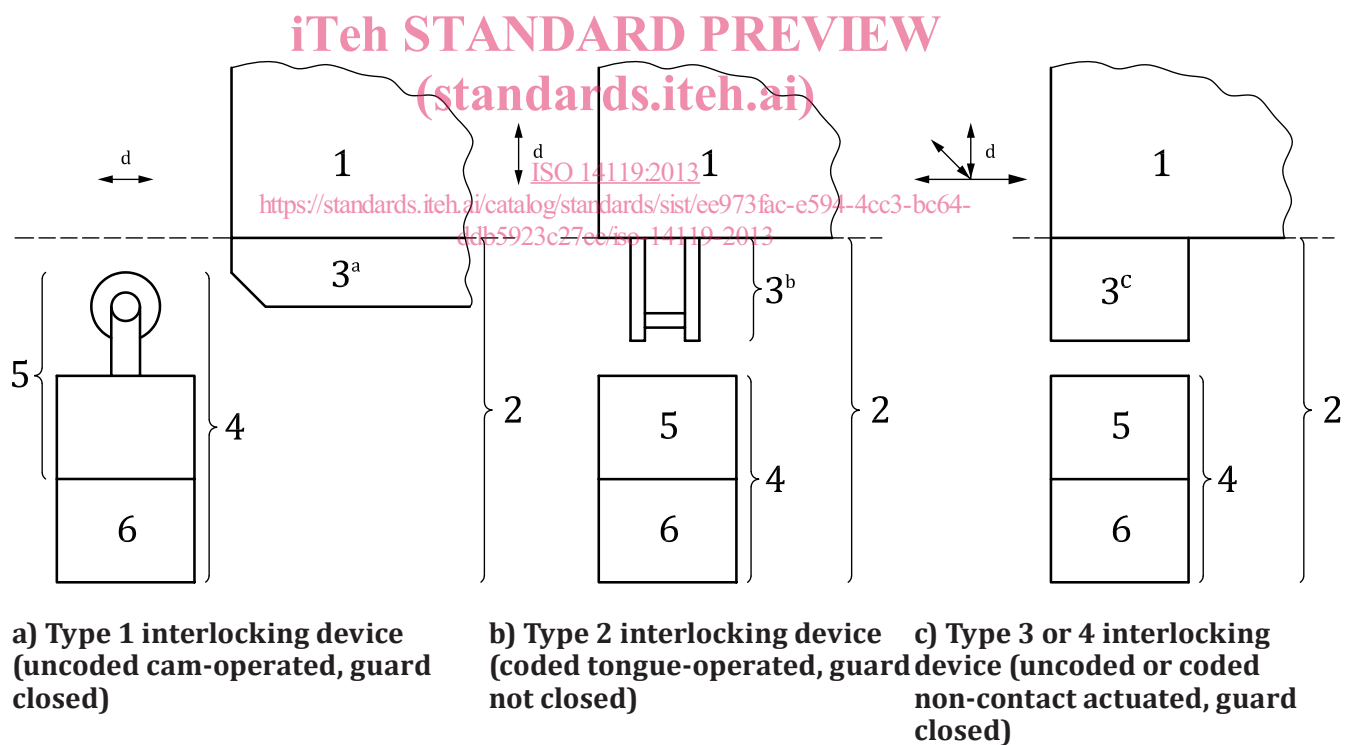 iTeh STANDARD PREVIEW
(standards.iteh.ai)
ISO 14119:2013
https://standards.iteh.ai/catalog/standards/sist/ee973fac-e594-4cc3-bc64-
ddb5923c27ec/iso-14119-2013
d
1
3a
5
4
2
6
a) Type 1 interlocking device
(uncoded cam-operated, guard
closed)
d
1
3b
5
4
2
6
b) Type 2 interlocking device
(coded tongue-operated, guard
not closed)
d
1
3c
5
4
2
6
c) Type 3 or 4 interlocking
device (uncoded or coded
non-contact actuated, guard
closed)